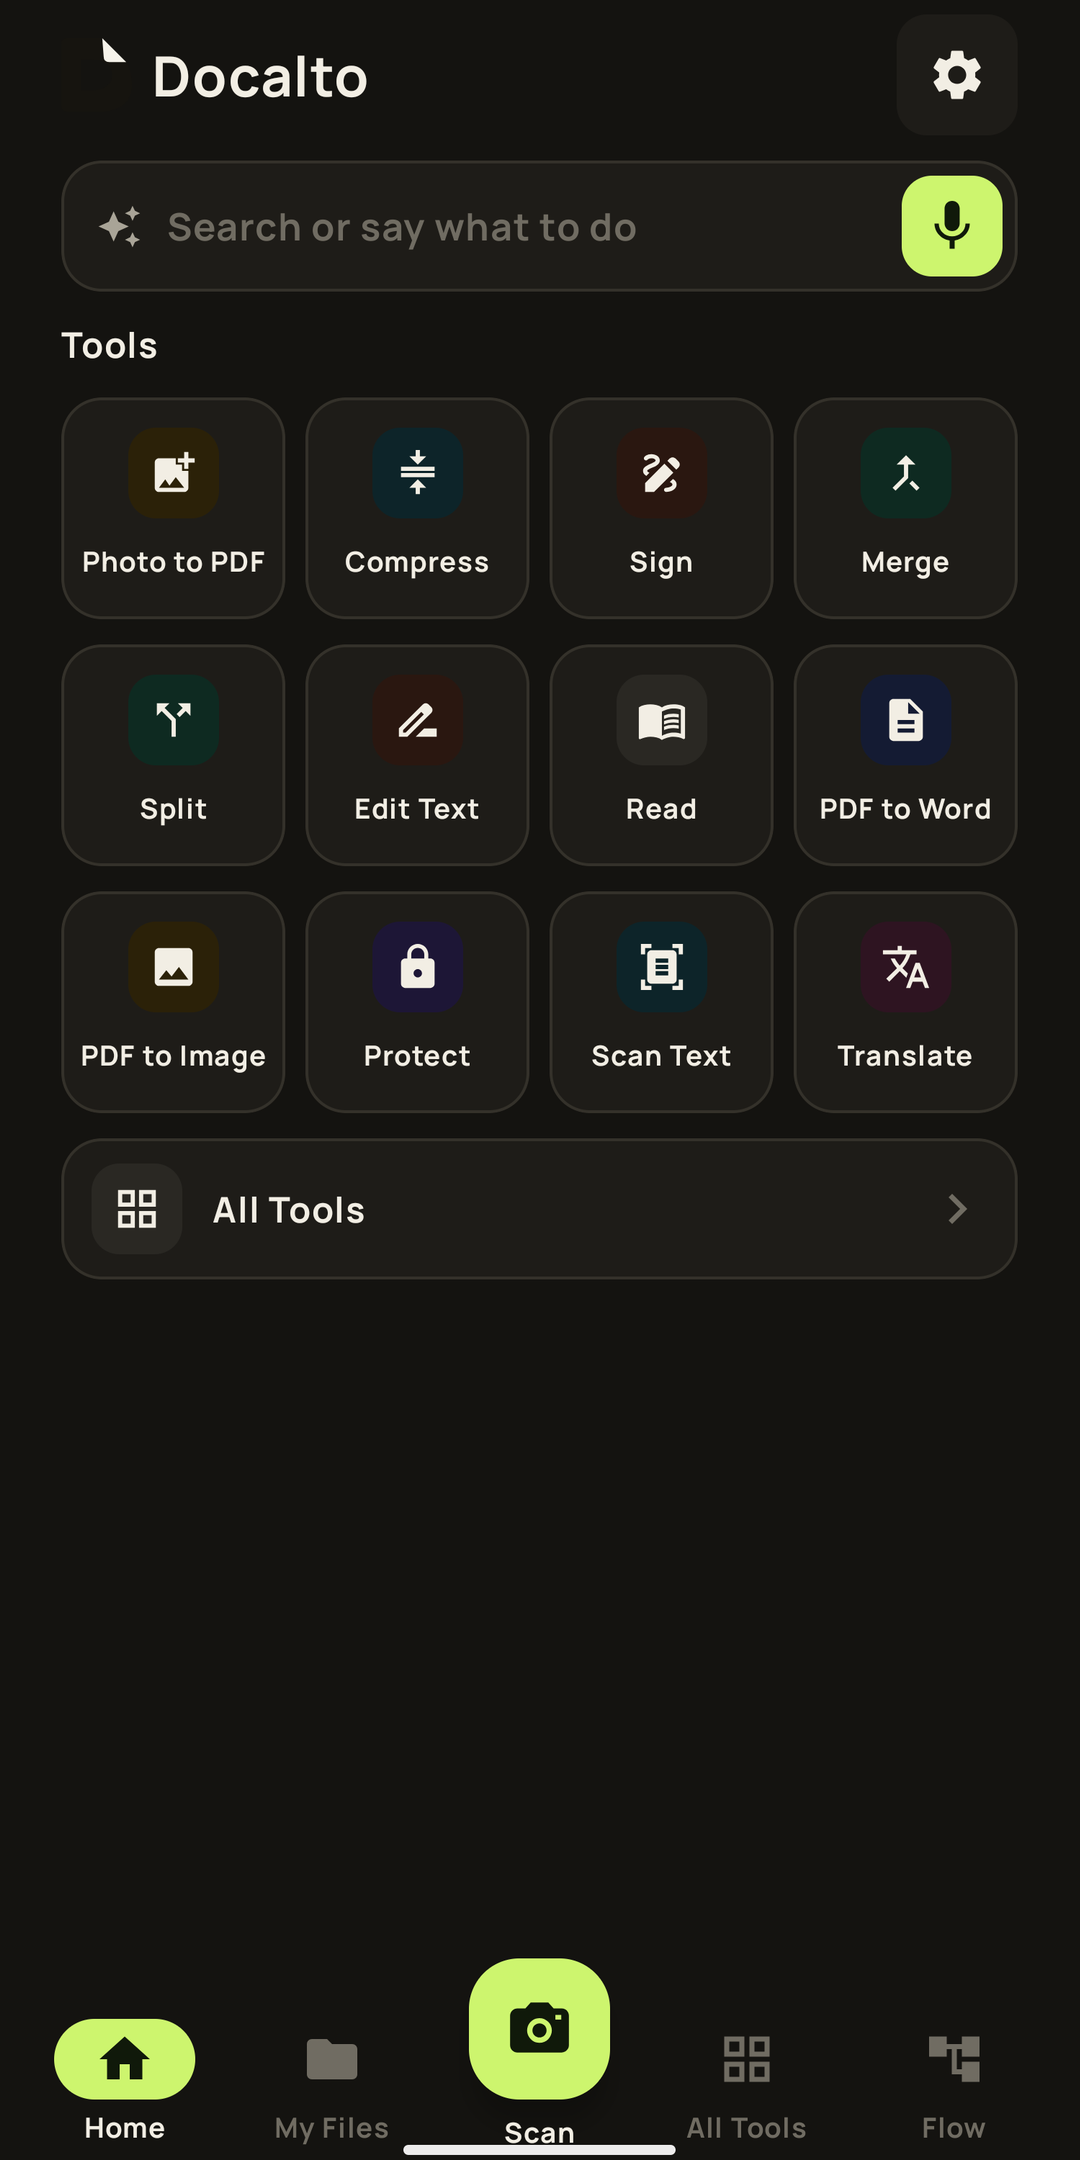 Docalto
Search or say what to do
Tools
Photo to PDF
Compress
Sign
Merge
Split
Edit Text
Read
PDF to Word
PDF to Image
Protect
Scan Text
Translate
All Tools
Home
My Files
Scan
All Tools
Flow